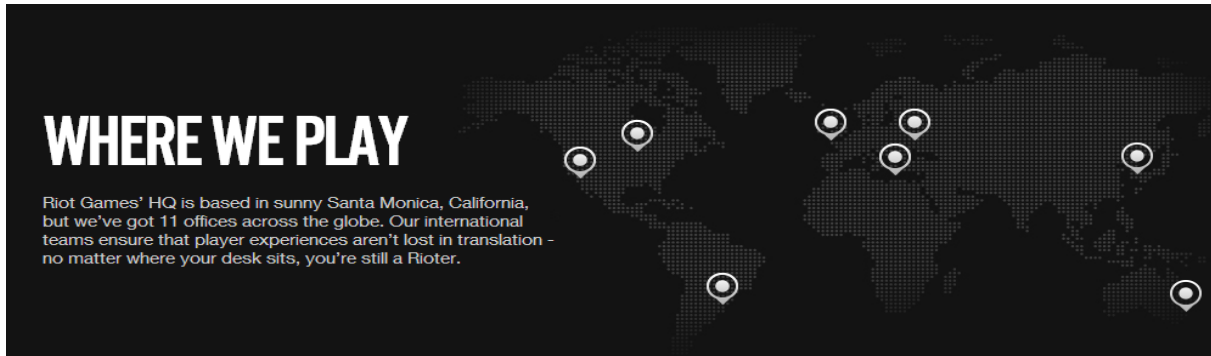 WHERE WE PLAY
Riot Games' HQ is based in sunny Santa Monica, California,
but we've got 11 offices across the globe. Our international
teams ensure that player experiences aren't lost in translation -
no matter where your desk sits, you're still a Rioter.